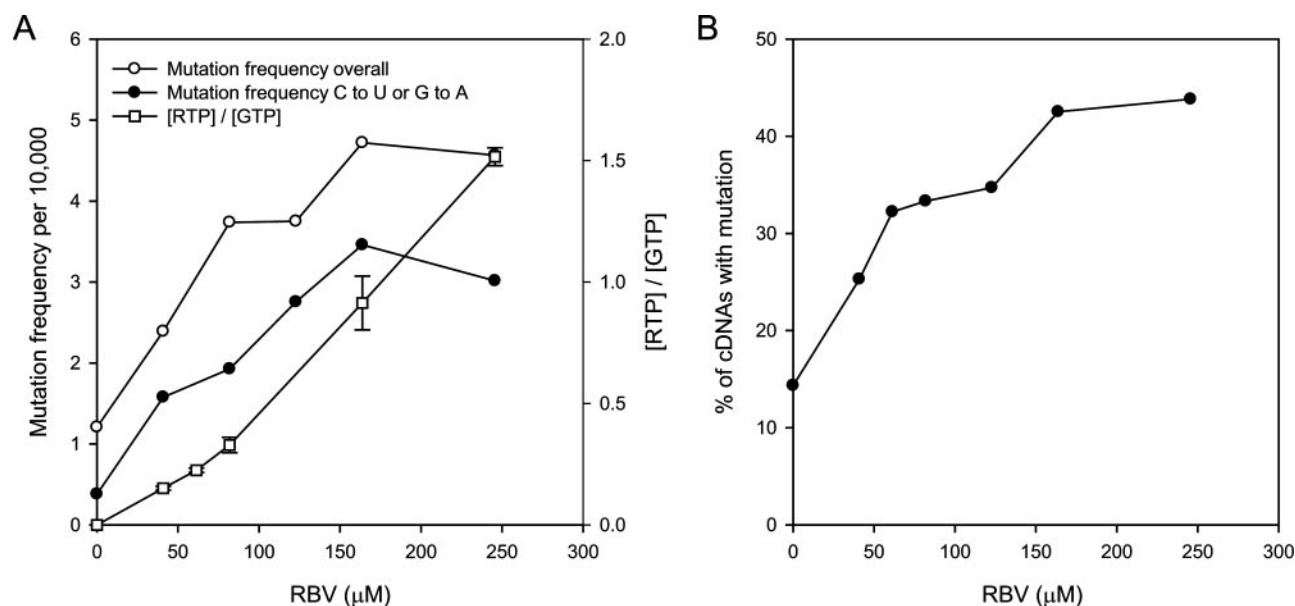 A
Mutation frequency per 10,000
6
5
4
3
2
1
0
Mutation frequency overall
Mutation frequency C to U or G to A
[RTP] / [GTP]
2.0
1.5
1.0
0.5
0.0
[RTP] / [GTP]
0 50 100 150 200 250 300
RBV (μM)
B
% of cDNAs with mutation
50
40
30
20
10
0
0 50 100 150 200 250 300
RBV (μM)